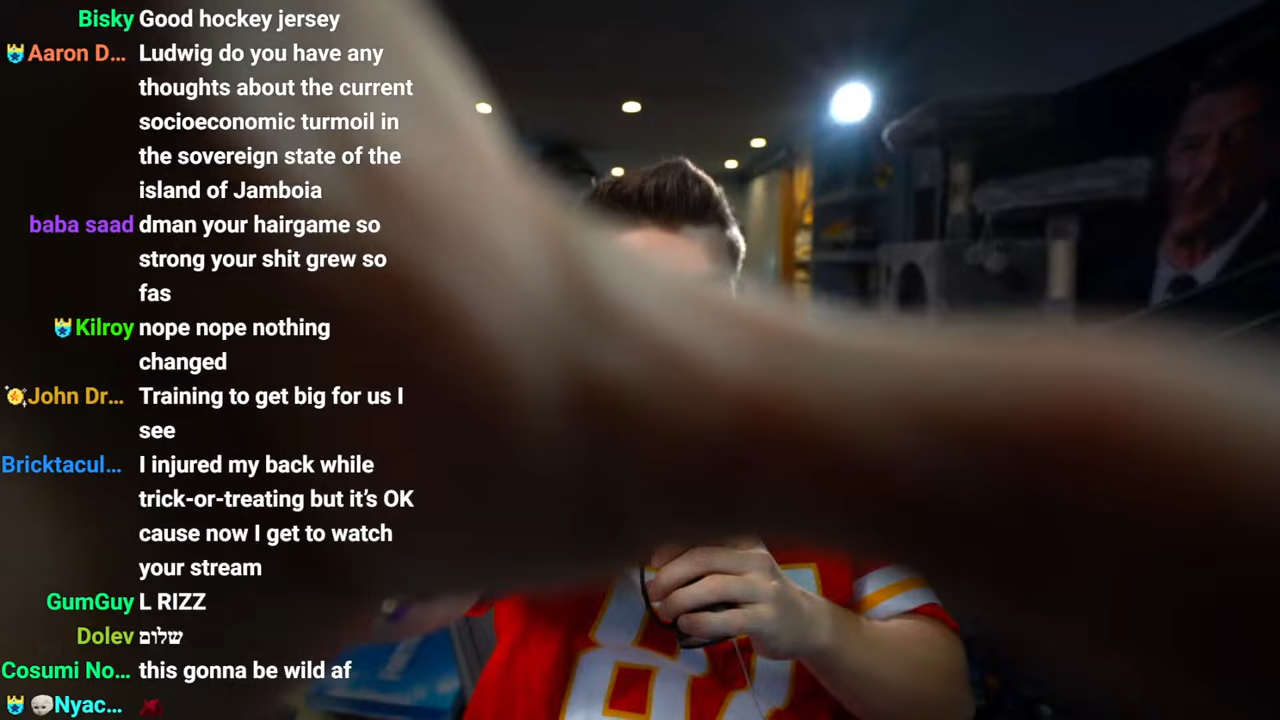 Bisky Good hockey jersey
Aaron D... Ludwig do you have any
thoughts about the current
socioeconomic turmoil in
the sovereign state of the
island of Jamboia
baba saad dman your hairgame so
strong your shit grew so
fas
Kilroy nope nope nothing
changed
John Dr... Training to get big for us I
see
Bricktacul... I injured my back while
trick-or-treating but it's OK
cause now I get to watch
your stream
GumGuy L RIZZ
Dolev שלום
Cosumi No... this gonna be wild af
Nyac...
87